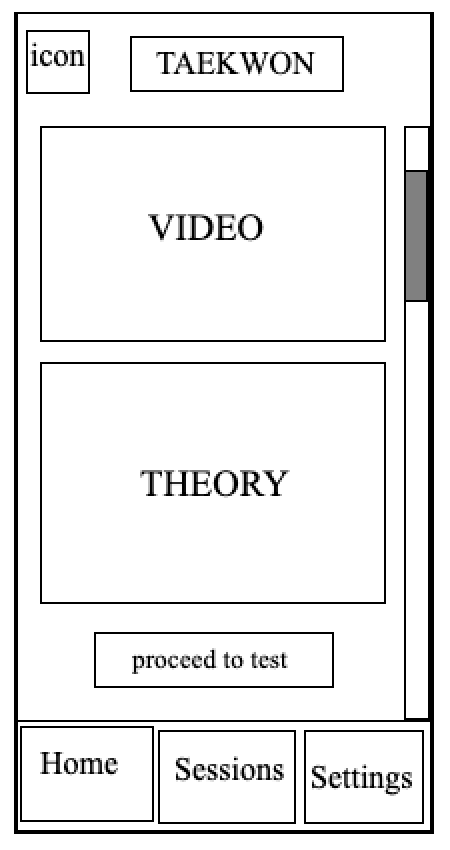 icon
TAEKWON
VIDEO
THEORY
proceed to test
Home
Sessions
Settings